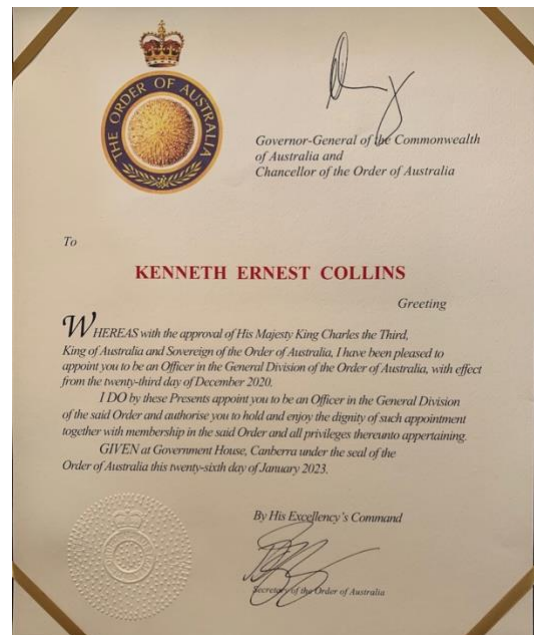 THE ORDER OF AUSTRALIA
Governor-General of the Commonwealth
of Australia and
Chancellor of the Order of Australia
To
KENNETH ERNEST COLLINS
Greeting
WHEREAS with the approval of His Majesty King Charles the Third,
King of Australia and Sovereign of the Order of Australia, I have been pleased to
appoint you to be an Officer in the General Division of the Order of Australia, with effect
from the twenty-third day of December 2020.
I DO by these Presents appoint you to be an Officer in the General Division
of the said Order and authorise you to hold and enjoy the dignity of such appointment
together with membership in the said Order and all privileges thereunto appertaining.
GIVEN at Government House, Canberra under the seal of the
Order of Australia this twenty-sixth day of January 2023.
By His Excellency's Command
Secretary of the Order of Australia